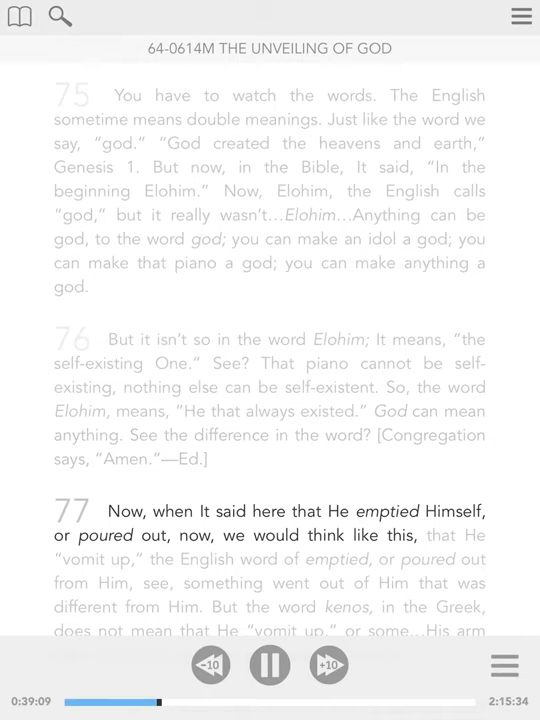 64-0614M THE UNVEILING OF GOD
75 You have to watch the words. The English
sometime means double meanings. Just like the word we
say, “god.” “God created the heavens and earth,”
Genesis 1. But now, in the Bible, It said, “In the
beginning Elohim.” Now, Elohim, the English calls
“god,” but it really wasn’t…Elohim…Anything can be
god, to the word god; you can make an idol a god; you
can make that piano a god; you can make anything a
god.
76 But it isn’t so in the word Elohim; It means, “the
self-existing One.” See? That piano cannot be self-
existing, nothing else can be self-existent. So, the word
Elohim, means, “He that always existed.” God can mean
anything. See the difference in the word? [Congregation
says, “Amen.”—Ed.]
77 Now, when It said here that He emptied Himself,
or poured out, now, we would think like this, that He
“vomit up,” the English word of emptied, or poured out
from Him, see, something went out of Him that was
different from Him. But the word kenos, in the Greek,
does not mean that He “vomit up,” or some…His arm
-10
+10
0:39:09
2:15:34